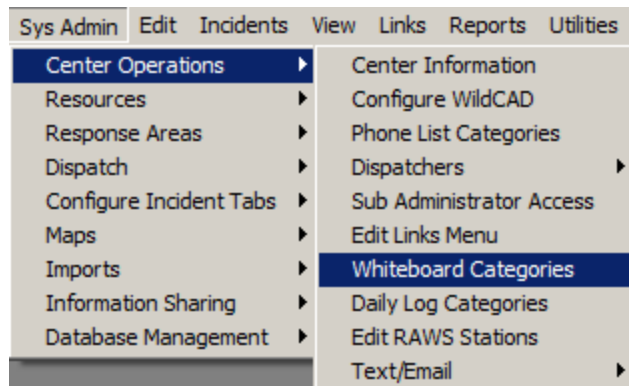 Sys Admin Edit Incidents View Links Reports Utilities
Center Operations
Resources
Response Areas
Dispatch
Configure Incident Tabs
Maps
Imports
Information Sharing
Database Management
Center Information
Configure WildCAD
Phone List Categories
Dispatchers
Sub Administrator Access
Edit Links Menu
Whiteboard Categories
Daily Log Categories
Edit RAWS Stations
Text/Email